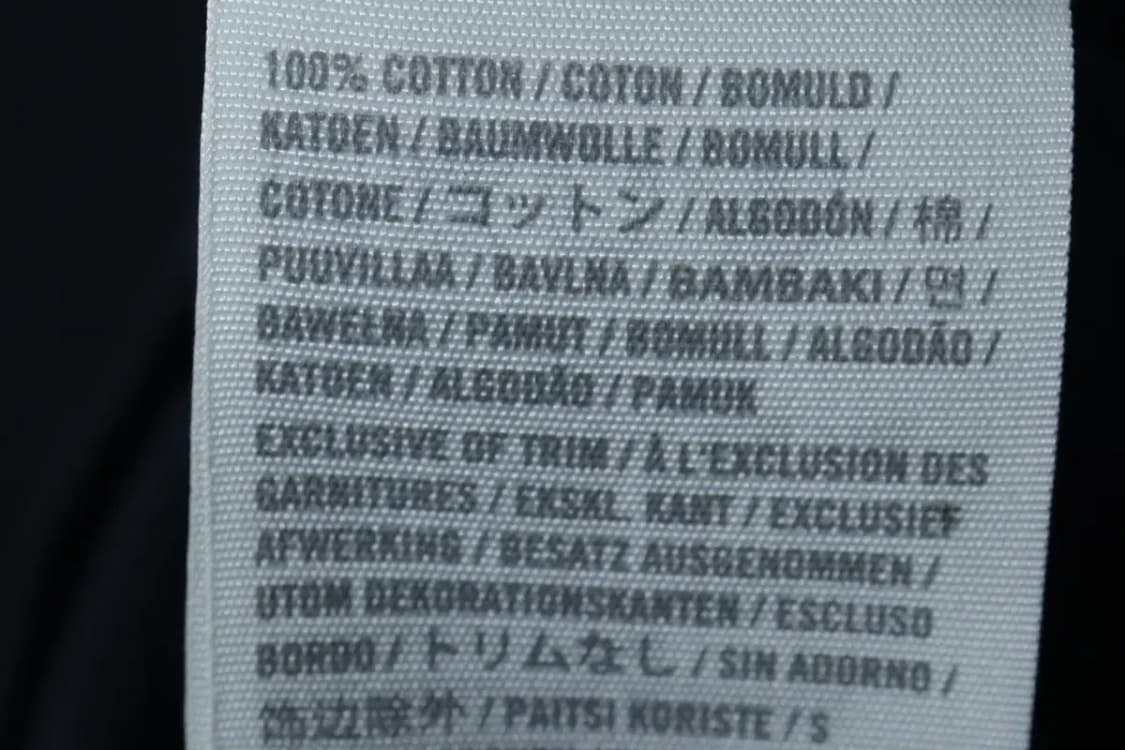 100% COTTON / COTON / BOMULD /
KATOEN / BAUMWOLLE / BOMULL /
COTONE / コットン / ALGODÓN / 棉 /
PUUVILLAA / BAVLNA / BAMBAKI / 면 /
BAWEŁNA / PAMUT / BOMULL / ALGODÃO /
KATOEN / ALGODÃO / PAMUK
EXCLUSIVE OF TRIM / À L'EXCLUSION DES
GARNITURES / EKSKL. KANT / EXCLUSIEF
AFWERKING / BESATZ AUSGENOMMEN /
UTOM DEKORATIONSKANTEN / ESCLUSO
BORDO / トリムなし / SIN ADORNO /
饰边除外 / PAITSI KORISTE / S